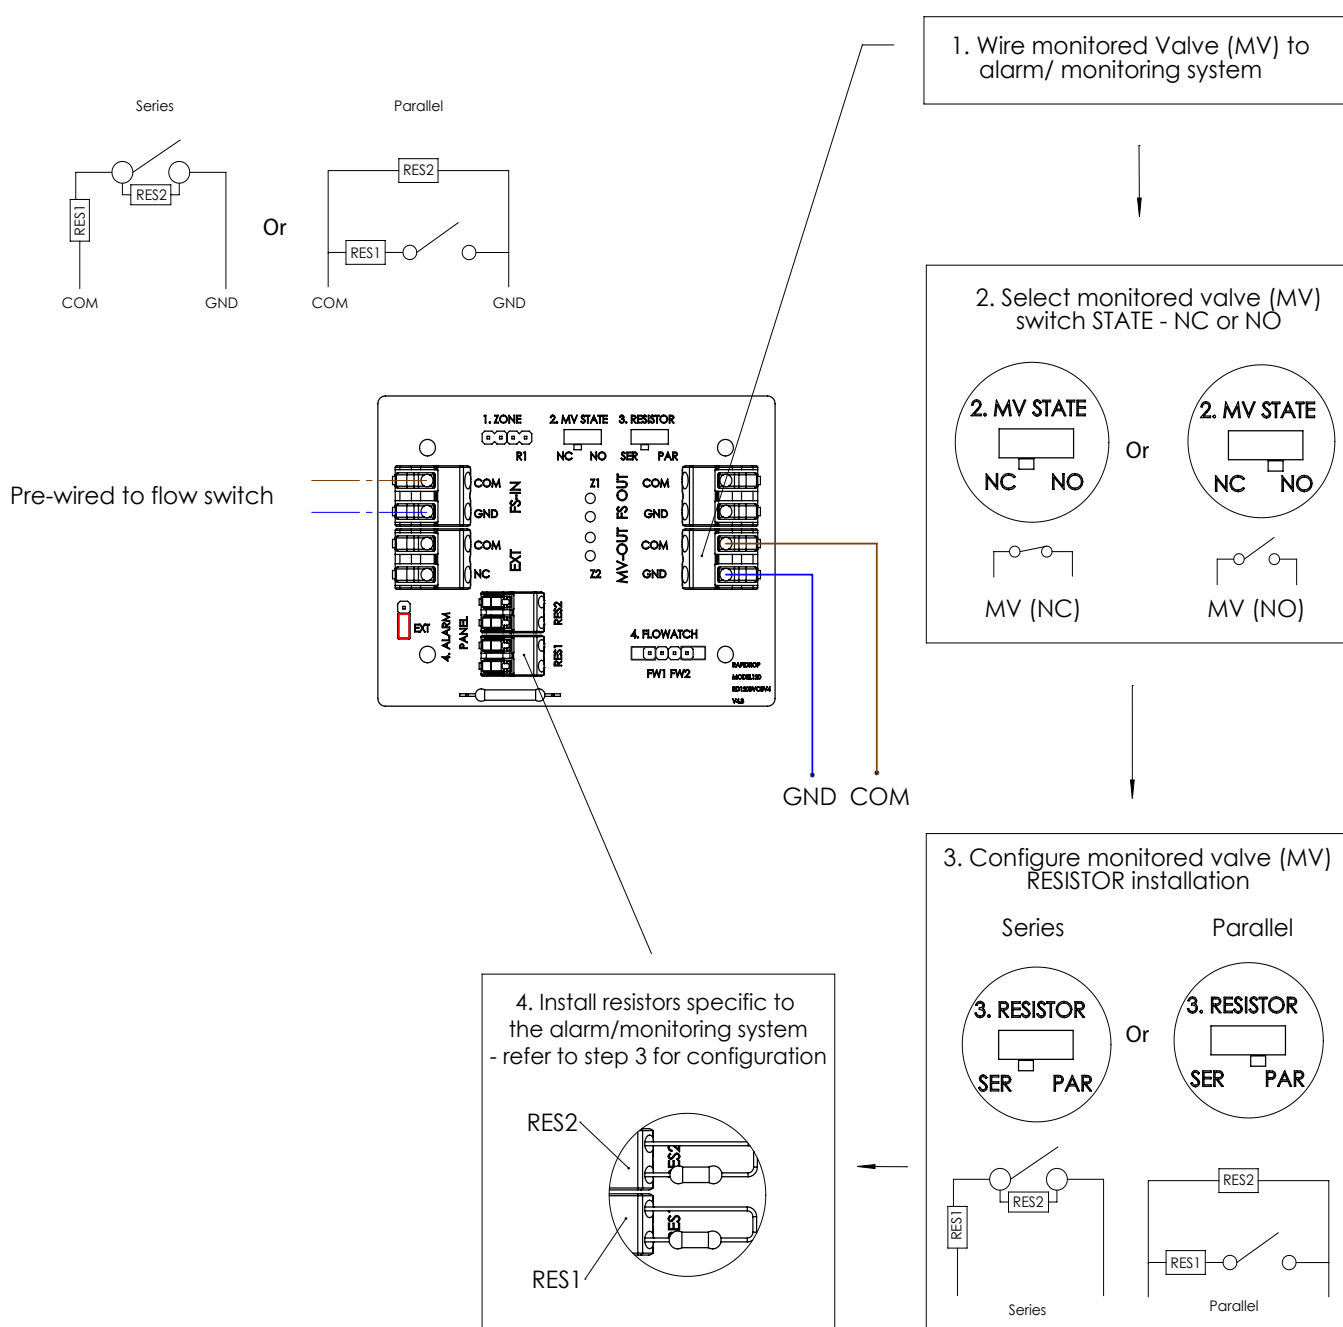 1. Wire monitored Valve (MV) to
alarm/ monitoring system
Series
Parallel
RES2
RES1
COM
GND
Or
RES2
RES1
COM
GND
2. Select monitored valve (MV)
switch STATE - NC or NO
2. MV STATE
NC NO
Or
2. MV STATE
NC NO
MV (NC)
MV (NO)
Pre-wired to flow switch
1. ZONE
R1
2. MV STATE
NC NO
3. RESISTOR
SER PAR
COM
GND
FS-IN
COM
NC
EXT
Z1
Z2
FS OUT
COM
GND
MV-OUT
COM
GND
EXT
4. ALARM
PANEL
RES2
RES1
4. FLOWATCH
FW1 FW2
RAPIDROP
GND COM
3. Configure monitored valve (MV)
RESISTOR installation
Series
Parallel
3. RESISTOR
SER PAR
Or
3. RESISTOR
SER PAR
RES1
RES2
Series
RES2
RES1
Parallel
4. Install resistors specific to
the alarm/monitoring system
- refer to step 3 for configuration
RES2
RES1